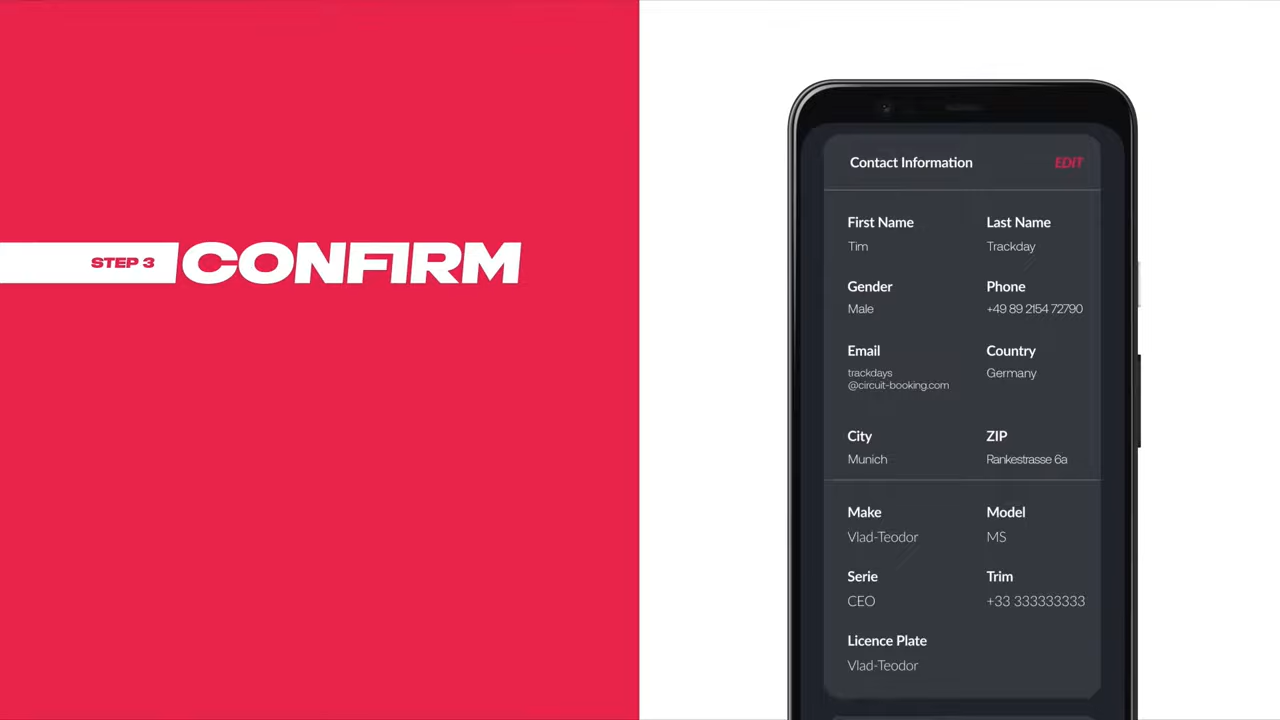 STEP 3 CONFIRM
Contact Information EDIT
First Name Last Name
Tim Trackday
Gender Phone
Male +49 89 2154 72790
Email Country
trackdays Germany
@circuit-booking.com
City ZIP
Munich Rankestrasse 6a
Make Model
Vlad-Teodor MS
Serie Trim
CEO +33 333333333
Licence Plate
Vlad-Teodor